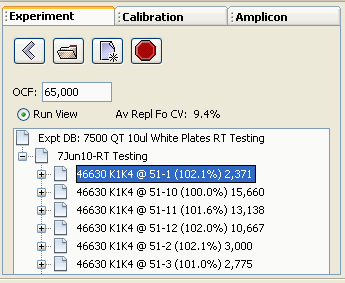 Experiment Calibration Amplicon
OCF: 65,000
Run View Av Repl Fo CV: 9.4%
Expt DB: 7500 QT 10ul White Plates RT Testing
7Jun10-RT Testing
46630 K1K4 @ 51-1 (102.1%) 2,371
46630 K1K4 @ 51-10 (100.0%) 15,660
46630 K1K4 @ 51-11 (101.6%) 13,138
46630 K1K4 @ 51-12 (102.0%) 10,667
46630 K1K4 @ 51-2 (102.1%) 3,000
46630 K1K4 @ 51-3 (101.0%) 2,775